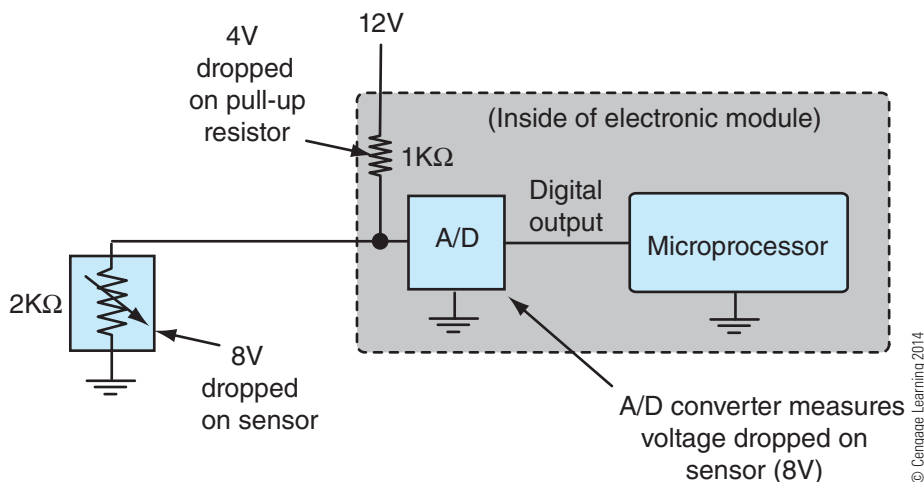 4V
dropped
on pull-up
resistor
12V
(Inside of electronic module)
1KΩ
Digital
output
A/D
Microprocessor
2KΩ
8V
dropped
on sensor
A/D converter measures
voltage dropped on
sensor (8V)
© Cengage Learning 2014